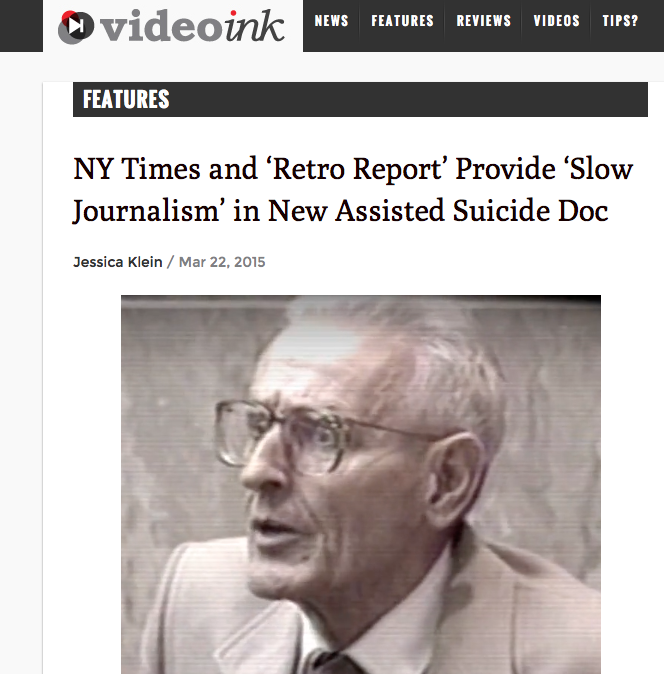 videoink
NEWS FEATURES REVIEWS VIDEOS TIPS?
FEATURES
NY Times and ‘Retro Report’ Provide ‘Slow
Journalism’ in New Assisted Suicide Doc
Jessica Klein / Mar 22, 2015